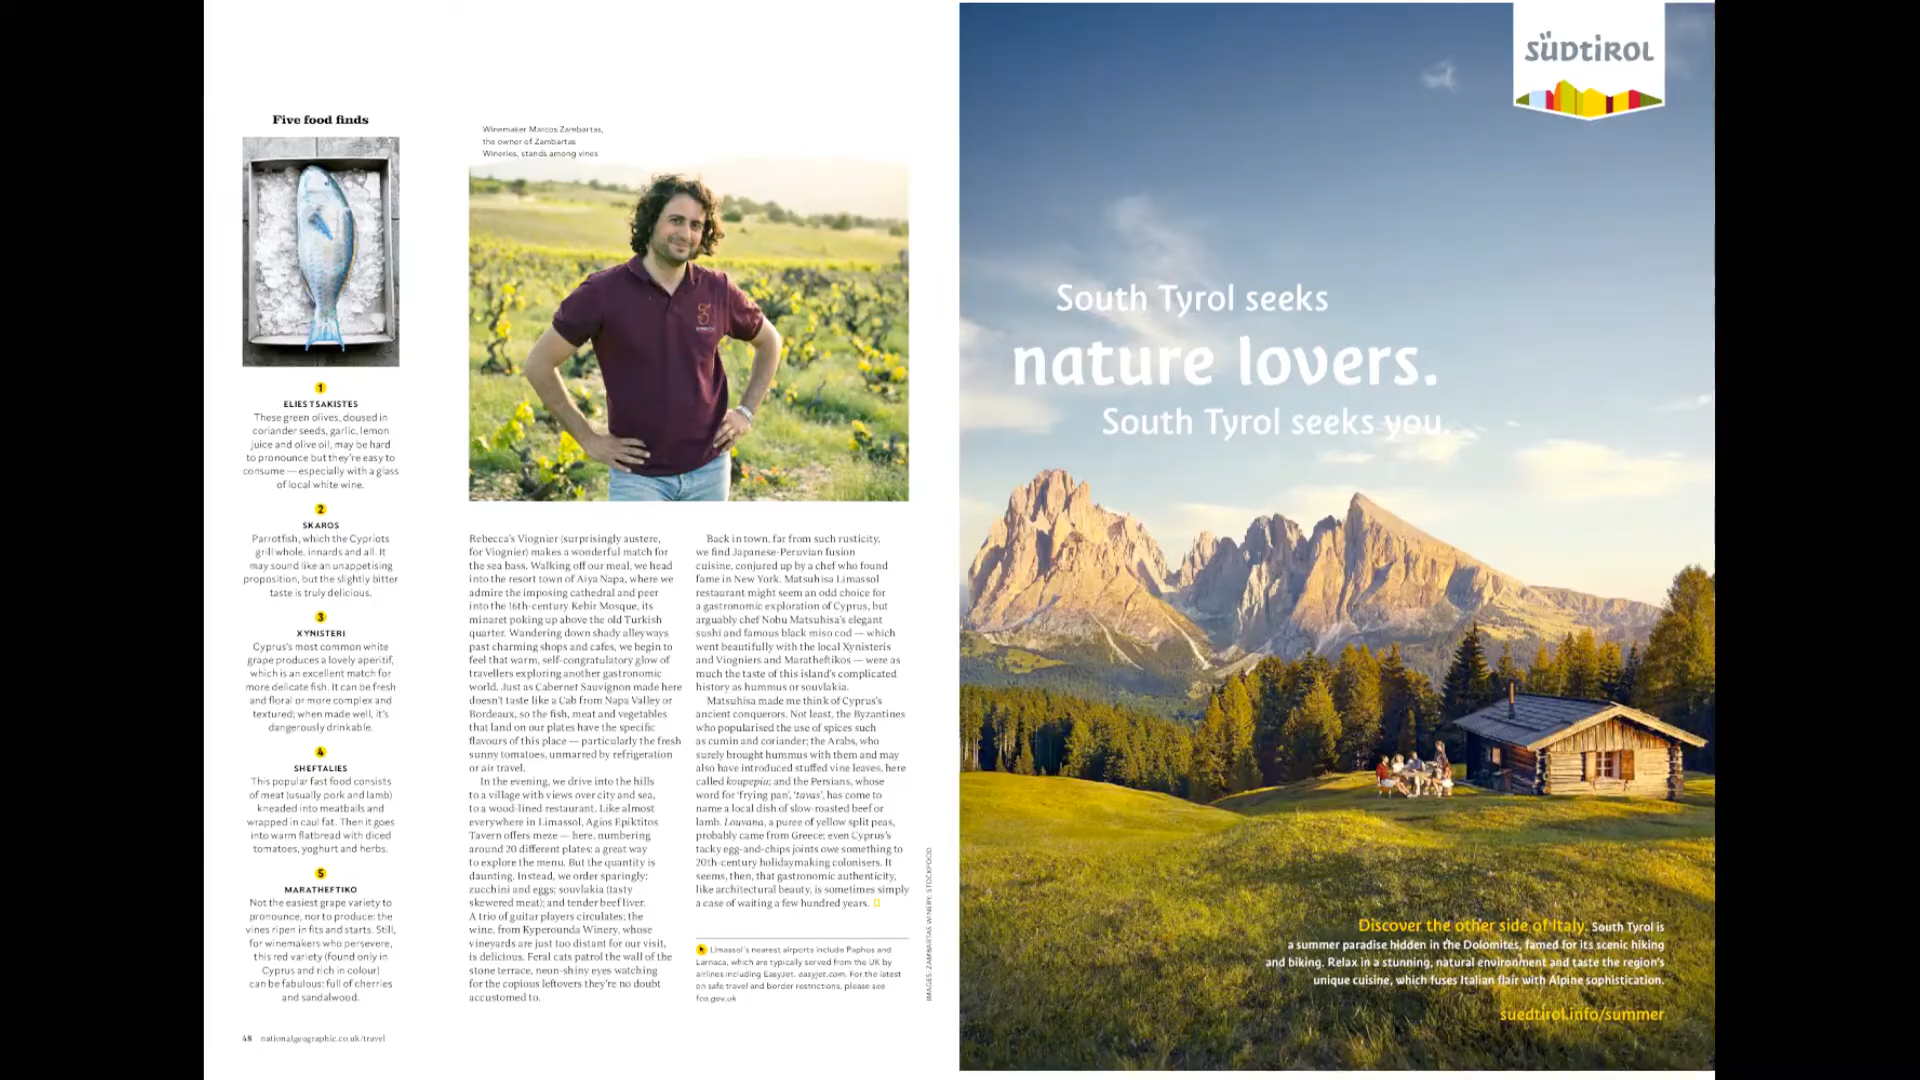 Five food finds
1
ELIES TSAKISTES
These green olives, doused in
coriander seeds, garlic, lemon
juice and olive oil, may be hard
to pronounce but they're easy to
consume — especially with a glass
of local white wine.
2
SKAROS
Parrotfish, which the Cypriots
grill whole, innards and all. It
may sound like an unappetising
proposition, but the slightly bitter
taste is truly delicious.
3
XYNISTERI
Cyprus's most common white
grape produces a lovely aperitif,
which is an excellent match for
more delicate fish. It can be fresh
and floral or more complex and
textured; when made well, it's
dangerously drinkable.
4
SHEFTALIES
This popular fast food consists
of meat (usually pork and lamb)
kneaded into meatballs and
wrapped in caul fat. Then it goes
into warm flatbread with diced
tomatoes, yoghurt and herbs.
5
MARATHEFTIKO
Not the easiest grape variety to
pronounce, nor to produce: the
vines ripen in fits and starts. Still,
for winemakers who persevere,
this red variety (found only in
Cyprus and rich in colour)
can be fabulous: full of cherries
and sandalwood.
48 nationalgeographic.co.uk/travel
Winemaker Marcos Zambartas,
the owner of Zambartas
Wineries, stands among vines
Rebecca's Viognier (surprisingly austere,
for Viognier) makes a wonderful match for
the sea bass. Walking off our meal, we head
into the resort town of Aiya Napa, where we
admire the imposing cathedral and peer
into the 16th-century Kebir Mosque, its
minaret poking up above the old Turkish
quarter. Wandering down shady alleyways
past charming shops and cafes, we begin to
feel that warm, self-congratulatory glow of
travellers exploring another gastronomic
world. Just as Cabernet Sauvignon made here
doesn't taste like a Cab from Napa Valley or
Bordeaux, so the fish, meat and vegetables
that land on our plates have the specific
flavours of this place — particularly the fresh
sunny tomatoes, unmarred by refrigeration
or air travel.
In the evening, we drive into the hills
to a village with views over city and sea,
to a wood-lined restaurant. Like almost
everywhere in Limassol, Agios Epiktitos
Tavern offers meze — here, numbering
around 20 different plates: a great way
to explore the menu. But the quantity is
daunting. Instead, we order sparingly:
zucchini and eggs; souvlakia (tasty
skewered meat); and tender beef liver.
A trio of guitar players circulates; the
wine, from Kyperounda Winery, whose
vineyards are just too distant for our visit,
is delicious. Feral cats patrol the wall of the
stone terrace, neon-shiny eyes watching
for the copious leftovers they're no doubt
accustomed to.
Back in town, far from such rusticity,
we find Japanese-Peruvian fusion
cuisine, conjured up by a chef who found
fame in New York. Matsuhisa Limassol
restaurant might seem an odd choice for
a gastronomic exploration of Cyprus, but
arguably chef Nobu Matsuhisa's elegant
sushi and famous black miso cod — which
went beautifully with the local Xynisteris
and Viogniers and Maratheftikos — were as
much the taste of this island's complicated
history as hummus or souvlakia.
Matsuhisa made me think of Cyprus's
ancient conquerors. Not least, the Byzantines
who popularised the use of spices such
as cumin and coriander; the Arabs, who
surely brought hummus with them and may
also have introduced stuffed vine leaves, here
called koupepia; and the Persians, whose
word for 'frying pan', 'tavas', has come to
name a local dish of slow-roasted beef or
lamb. Louvana, a puree of yellow split peas,
probably came from Greece; even Cyprus's
tacky egg-and-chips joints owe something to
20th-century holidaymaking colonisers. It
seems, then, that gastronomic authenticity,
like architectural beauty, is sometimes simply
a case of waiting a few hundred years.
Limassol's nearest airports include Paphos and
Larnaca, which are typically served from the UK by
airlines including EasyJet. easyjet.com. For the latest
on safe travel and border restrictions, please see
fco.gov.uk
IMAGES: ZAMBARTAS WINERY; STOCKFOOD
SÜDTIROL
South Tyrol seeks
nature lovers.
South Tyrol seeks you.
Discover the other side of Italy. South Tyrol is
a summer paradise hidden in the Dolomites, famed for its scenic hiking
and biking. Relax in a stunning, natural environment and taste the region's
unique cuisine, which fuses Italian flair with Alpine sophistication.
suedtirol.info/summer